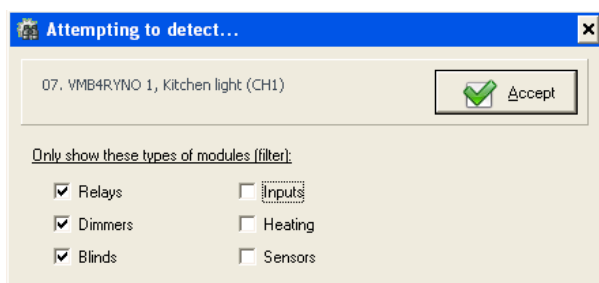 Attempting to detect...
07. VMB4RYNO 1, Kitchen light (CH1)
Accept
Only show these types of modules (filter):
Relays
Inputs
Dimmers
Heating
Blinds
Sensors